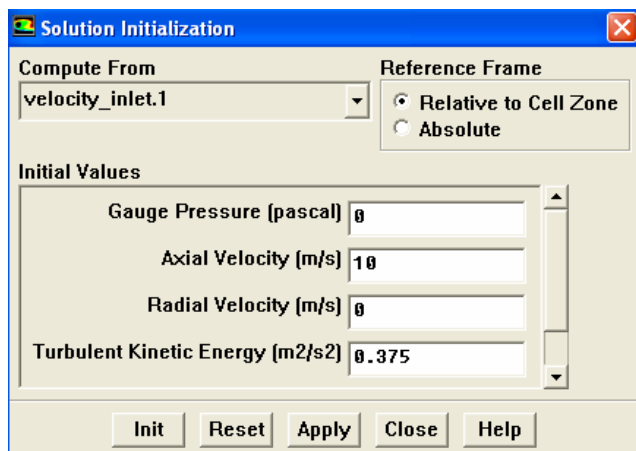 Solution Initialization
Compute From
velocity_inlet.1
Reference Frame
Relative to Cell Zone
Absolute
Initial Values
Gauge Pressure (pascal) 0
Axial Velocity (m/s) 10
Radial Velocity (m/s) 0
Turbulent Kinetic Energy (m2/s2) 0.375
Init Reset Apply Close Help